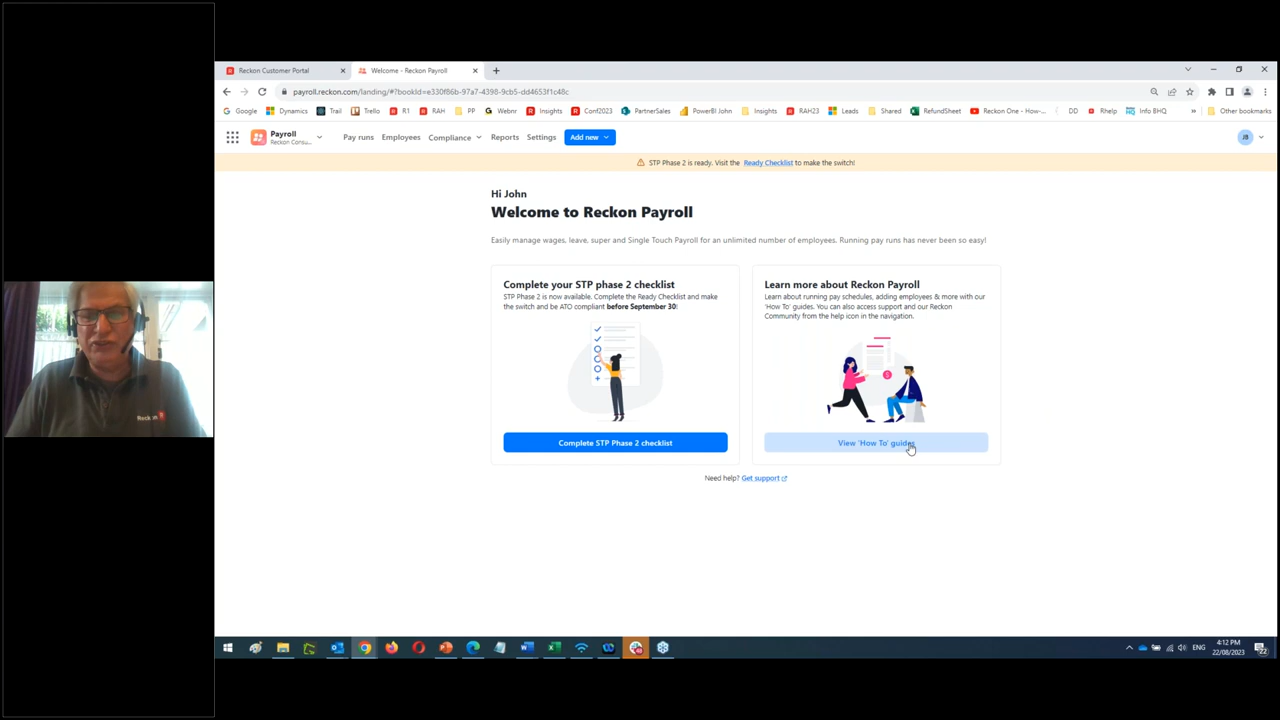 Reckon Customer Portal
Welcome - Reckon Payroll
payroll.reckon.com/landing/#?bookId=e330f86b-97a7-4398-9cb5-dd4653f1c48c
Google Dynamics Trail Trello R1 RAH PP Webnr Insights Conf2023 PartnerSales PowerBI John Insights RAH23 Leads Shared RefundSheet Reckon One - How-... DD Rhelp Info BHQ Other bookmarks
Payroll
Reckon Consu...
Pay runs Employees Compliance Reports Settings Add new
JB
STP Phase 2 is ready. Visit the Ready Checklist to make the switch!
Hi John
Welcome to Reckon Payroll
Easily manage wages, leave, super and Single Touch Payroll for an unlimited number of employees. Running pay runs has never been so easy!
Complete your STP phase 2 checklist
STP Phase 2 is now available. Complete the Ready Checklist and make
the switch and be ATO compliant before September 30!
Complete STP Phase 2 checklist
Learn more about Reckon Payroll
Learn about running pay schedules, adding employees & more with our
'How To' guides. You can also access support and our Reckon
Community from the help icon in the navigation.
View 'How To' guides
Need help? Get support
Reckon
ENG
4:12 PM
22/08/2023
22